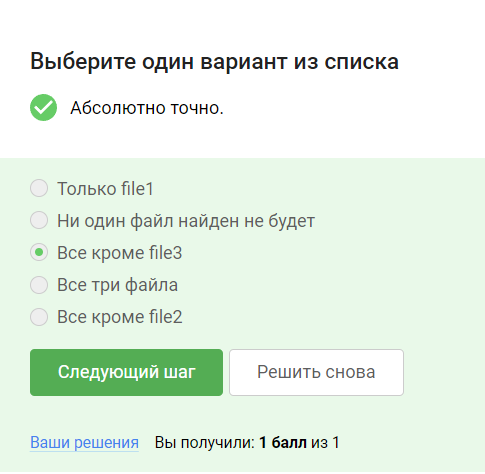 Выберите один вариант из списка
Абсолютно точно.
Только file1
Ни один файл найден не будет
Все кроме file3
Все три файла
Все кроме file2
Следующий шаг Решить снова
Ваши решения Вы получили: 1 балл из 1